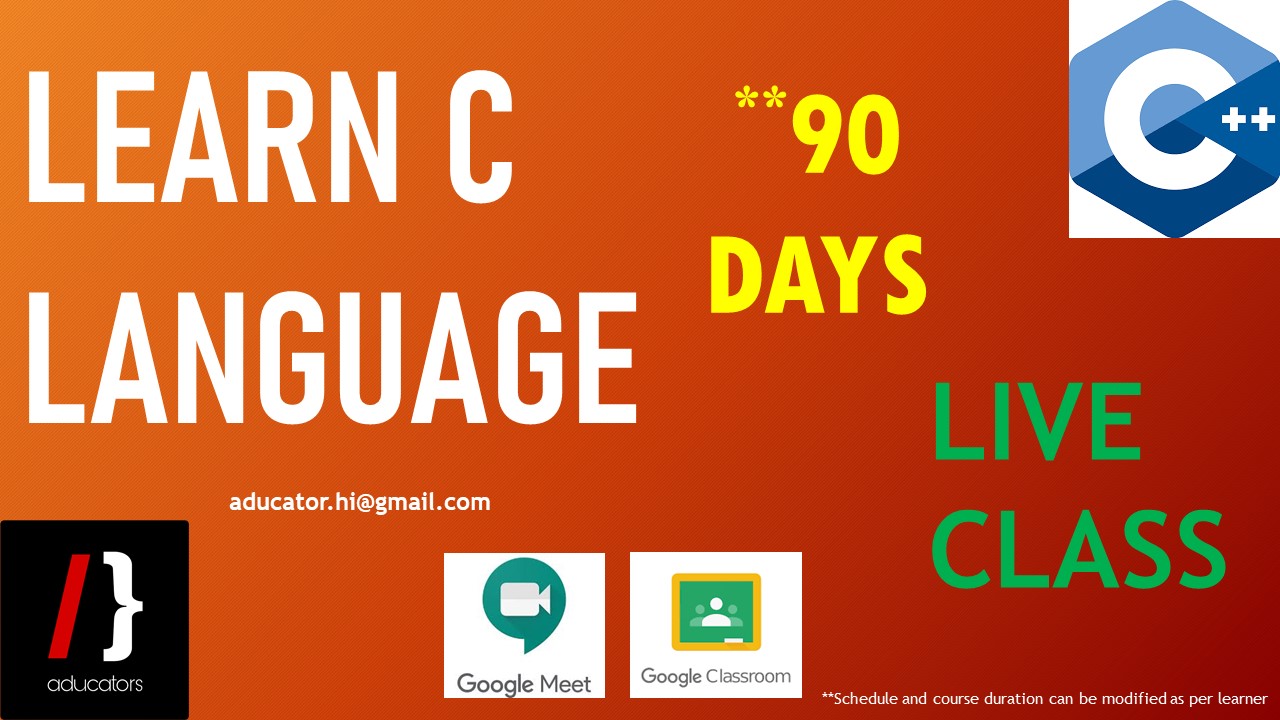 LEARN C
LANGUAGE
**90
DAYS
C++
LIVE
CLASS
aducator.hi@gmail.com
/}
aducators
Google Meet
Google Classroom
**Schedule and course duration can be modified as per learner